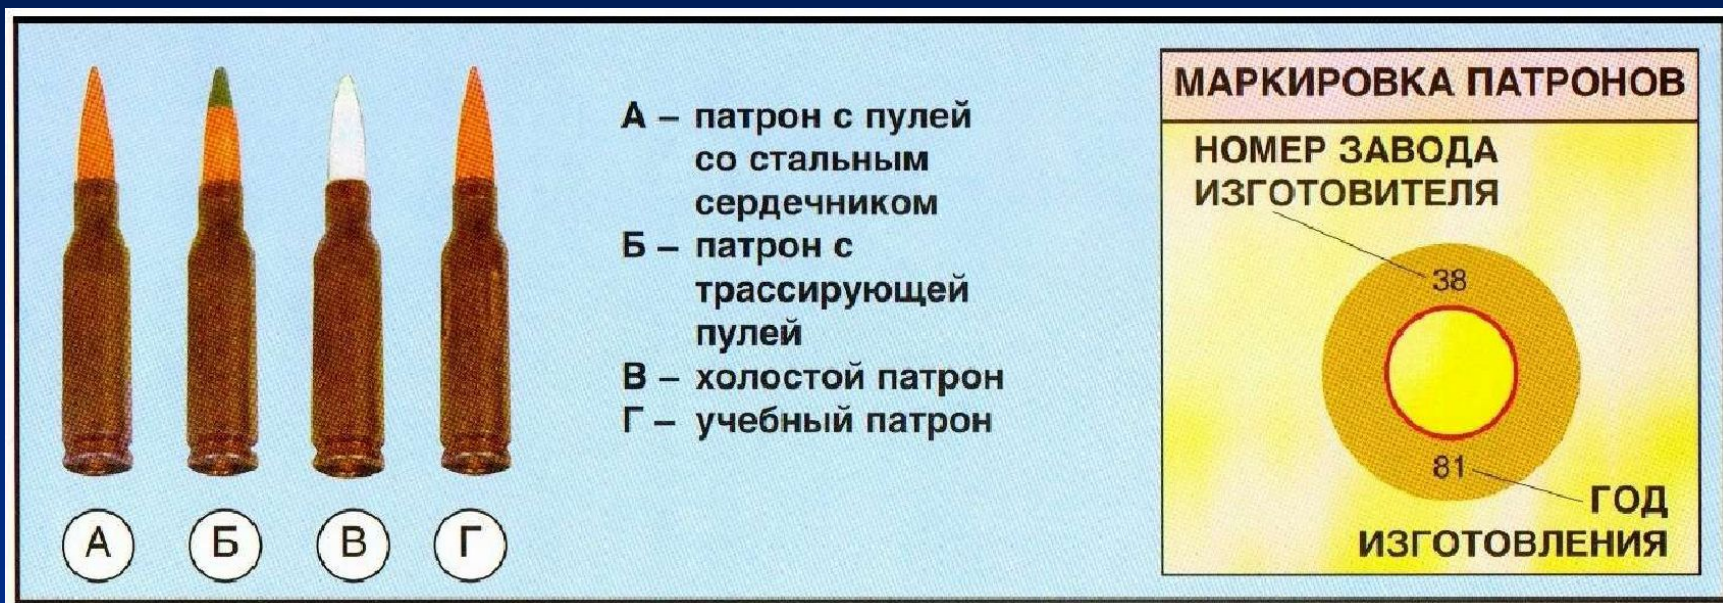 А – патрон с пулей
со стальным
сердечником
Б – патрон с
трассирующей
пулей
В – холостой патрон
Г – учебный патрон
А
Б
В
Г
МАРКИРОВКА ПАТРОНОВ
НОМЕР ЗАВОДА
ИЗГОТОВИТЕЛЯ
38
81
ГОД
ИЗГОТОВЛЕНИЯ